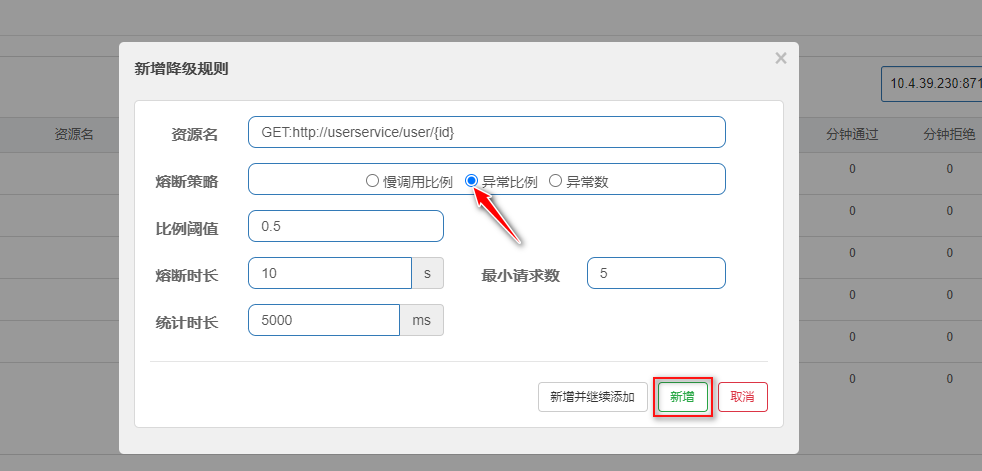 新增降级规则 ×
10.4.39.230:871
资源名 分钟通过 分钟拒绝
资源名 GET:http://userservice/user/{id}
0 0
熔断策略 慢调用比例 异常比例 异常数
0 0
比例阈值 0.5
0 0
熔断时长 10 s 最小请求数 5
0 0
统计时长 5000 ms
0 0
0 0
新增并继续添加 新增 取消